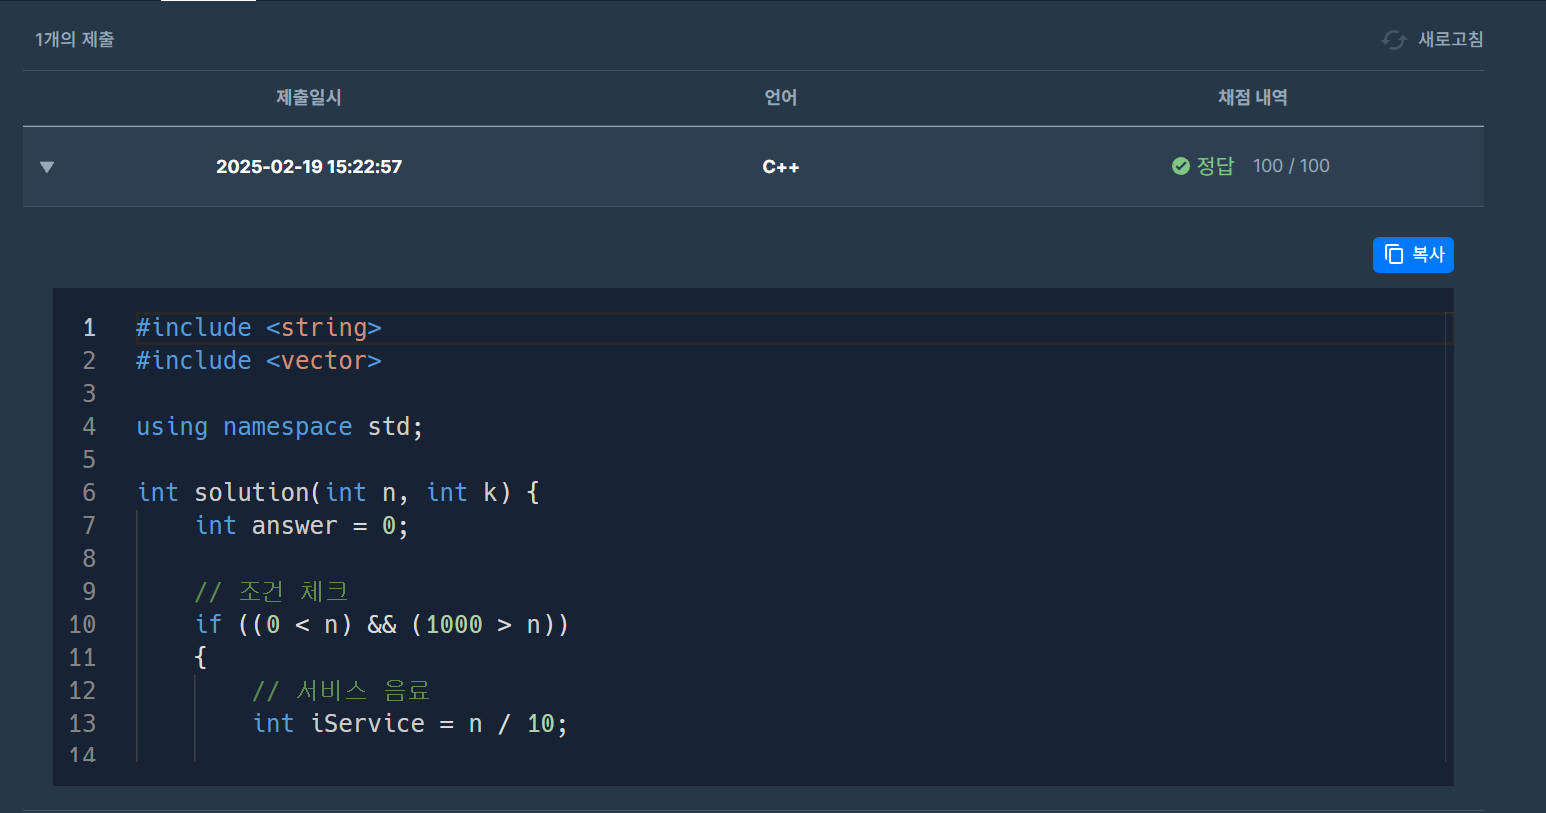 1개의 제출 새로고침
제출일시 언어 채점 내역
2025-02-19 15:22:57 C++ 정답 100 / 100
복사
1 #include <string>
2 #include <vector>
3
4 using namespace std;
5
6 int solution(int n, int k) {
7 int answer = 0;
8
9 // 조건 체크
10 if ((0 < n) && (1000 > n))
11 {
12 // 서비스 음료
13 int iService = n / 10;
14